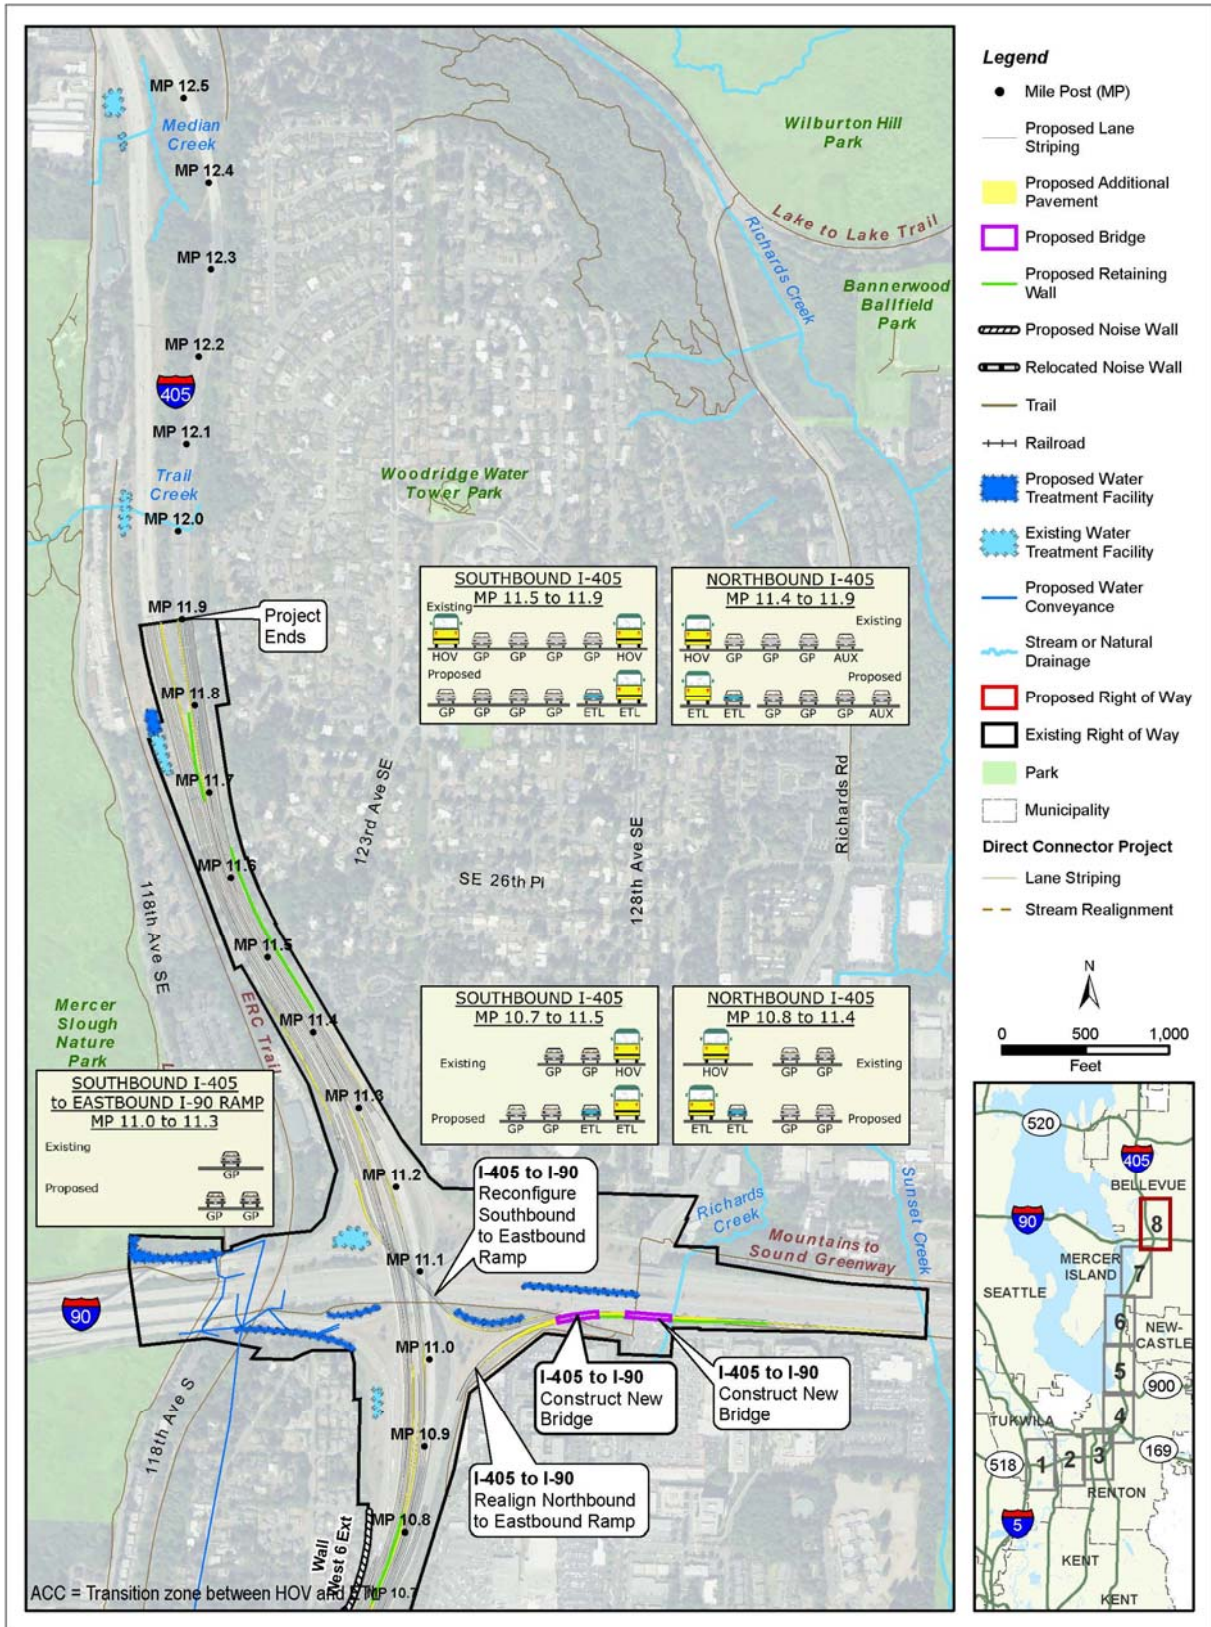 MP 12.5
Median
Creek
MP 12.4
MP 12.3
MP 12.2
405
MP 12.1
Trail
Creek
MP 12.0
MP 11.9
Project
Ends
MP 11.8
MP 11.7
MP 11.6
MP 11.5
MP 11.4
MP 11.3
MP 11.2
MP 11.1
MP 11.0
MP 10.9
MP 10.8
MP 10.7
Wilburton Hill
Park
Lake to Lake Trail
Richards Creek
Bannerwood
Ballfield
Park
Woodridge Water
Tower Park
SOUTHBOUND I-405
MP 11.5 to 11.9
Existing
HOV GP GP GP GP HOV
Proposed
GP GP GP GP ETL ETL
NORTHBOUND I-405
MP 11.4 to 11.9
Existing
HOV GP GP GP AUX
Proposed
ETL ETL GP GP GP AUX
123rd Ave SE
SE 26th Pl
128th Ave SE
Richards Rd
118th Ave SE
ERC Trail
Mercer
Slough
Nature
Park
SOUTHBOUND I-405
MP 10.7 to 11.5
Existing
GP GP HOV
Proposed
GP GP ETL ETL
NORTHBOUND I-405
MP 10.8 to 11.4
HOV GP GP
Existing
ETL ETL GP GP
Proposed
SOUTHBOUND I-405
to EASTBOUND I-90 RAMP
MP 11.0 to 11.3
Existing
GP
Proposed
GP GP
I-405 to I-90
Reconfigure
Southbound
to Eastbound
Ramp
Richards
Creek
Sunset Creek
Mountains to
Sound Greenway
90
I-405 to I-90
Construct New
Bridge
I-405 to I-90
Construct New
Bridge
I-405 to I-90
Realign Northbound
to Eastbound Ramp
118th Ave S
Wall
West 6 Ext
ACC = Transition zone between HOV and ETL
Legend
Mile Post (MP)
Proposed Lane
Striping
Proposed Additional
Pavement
Proposed Bridge
Proposed Retaining
Wall
Proposed Noise Wall
Relocated Noise Wall
Trail
Railroad
Proposed Water
Treatment Facility
Existing Water
Treatment Facility
Proposed Water
Conveyance
Stream or Natural
Drainage
Proposed Right of Way
Existing Right of Way
Park
Municipality
Direct Connector Project
Lane Striping
Stream Realignment
N
0 500 1,000
Feet
520
405
BELLEVUE
90
8
MERCER
ISLAND
7
SEATTLE
6
NEW-
CASTLE
5
900
4
TUKWILA
518
1
2
3
169
RENTON
5
KENT
KENT